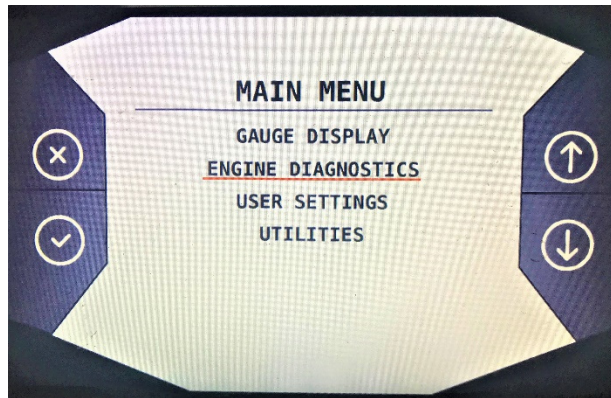 MAIN MENU
GAUGE DISPLAY
ENGINE DIAGNOSTICS
USER SETTINGS
UTILITIES